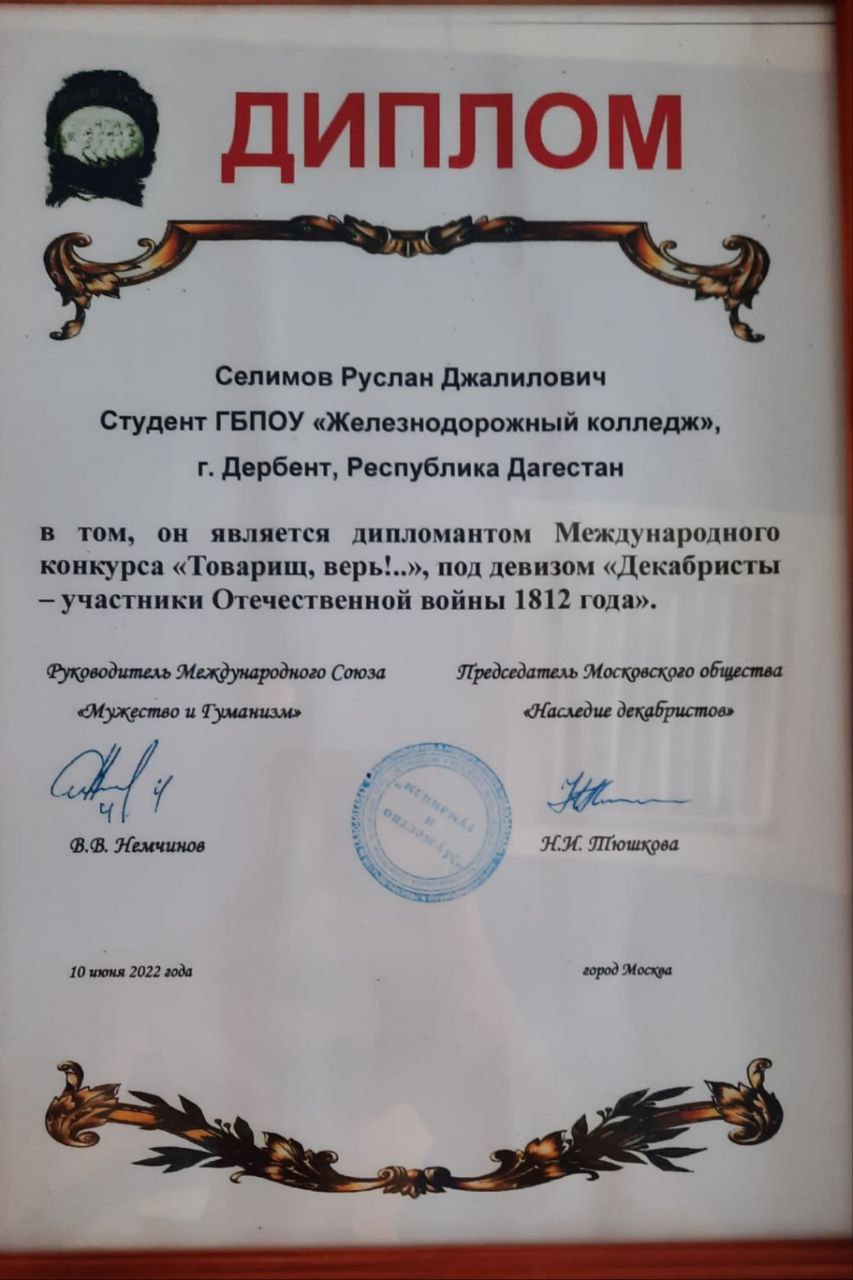 ДИПЛОМ
Селимов Руслан Джалилович
Студент ГБПОУ «Железнодорожный колледж»,
г. Дербент, Республика Дагестан
в том, он является дипломантом Международного
конкурса «Товарищ, верь!..», под девизом «Декабристы
– участники Отечественной войны 1812 года».
Руководитель Международного Союза
«Мужество и Гуманизм»
Председатель Московского общества
«Наследие декабристов»
"Мужество
и
гуманизм"
В.В. Немчинов
Н.И. Тюшкова
10 июня 2022 года
город Москва